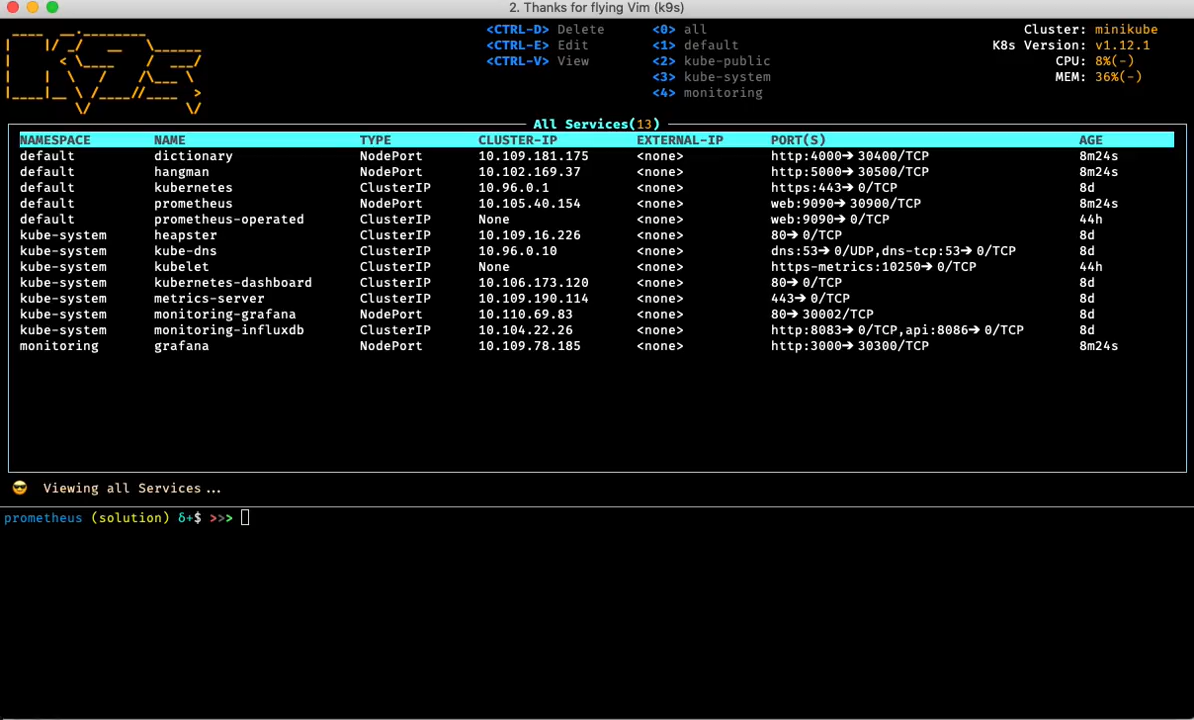 2. Thanks for flying Vim (k9s)
<CTRL-D> Delete <0> all Cluster: minikube
<CTRL-E> Edit <1> default K8s Version: v1.12.1
<CTRL-V> View <2> kube-public CPU: 8%(-)
<3> kube-system MEM: 36%(-)
<4> monitoring
All Services(13)
NAMESPACE NAME TYPE CLUSTER-IP EXTERNAL-IP PORT(S) AGE
default dictionary NodePort 10.109.181.175 <none> http:4000➔30400/TCP 8m24s
default hangman NodePort 10.102.169.37 <none> http:5000➔30500/TCP 8m24s
default kubernetes ClusterIP 10.96.0.1 <none> https:443➔0/TCP 8d
default prometheus NodePort 10.105.40.154 <none> web:9090➔30900/TCP 8m24s
default prometheus-operated ClusterIP None <none> web:9090➔0/TCP 44h
kube-system heapster ClusterIP 10.109.16.226 <none> 80➔0/TCP 8d
kube-system kube-dns ClusterIP 10.96.0.10 <none> dns:53➔0/UDP,dns-tcp:53➔0/TCP 8d
kube-system kubelet ClusterIP None <none> https-metrics:10250➔0/TCP 44h
kube-system kubernetes-dashboard ClusterIP 10.106.173.120 <none> 80➔0/TCP 8d
kube-system metrics-server ClusterIP 10.109.190.114 <none> 443➔0/TCP 8d
kube-system monitoring-grafana NodePort 10.110.69.83 <none> 80➔30002/TCP 8d
kube-system monitoring-influxdb ClusterIP 10.104.22.26 <none> http:8083➔0/TCP,api:8086➔0/TCP 8d
monitoring grafana NodePort 10.109.78.185 <none> http:3000➔30300/TCP 8m24s
😎 Viewing all Services...
prometheus (solution) δ+$ >>>